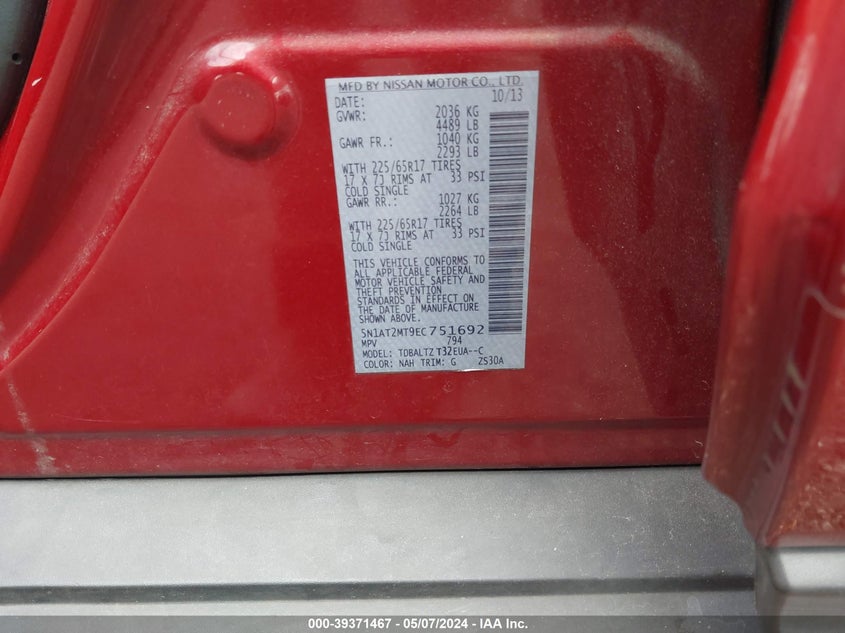 MFD BY NISSAN MOTOR CO., LTD.
DATE: 10/13
GVWR: 2036 KG
4489 LB
GAWR FR.: 1040 KG
2293 LB
WITH 225/65R17 TIRES
17 X 7J RIMS AT 33 PSI
COLD SINGLE
GAWR RR.: 1027 KG
2264 LB
WITH 225/65R17 TIRES
17 X 7J RIMS AT 33 PSI
COLD SINGLE
THIS VEHICLE CONFORMS TO
ALL APPLICABLE FEDERAL
MOTOR VEHICLE SAFETY AND
THEFT PREVENTION
STANDARDS IN EFFECT ON
THE DATE OF MANUFACTURE
SHOWN ABOVE.
5N1AT2MT9EC751692
MPV 794
MODEL: TDBALTZ T32EUA--C
COLOR: NAH TRIM: G ZS30A
000-39371467 - 05/07/2024 - IAA Inc.